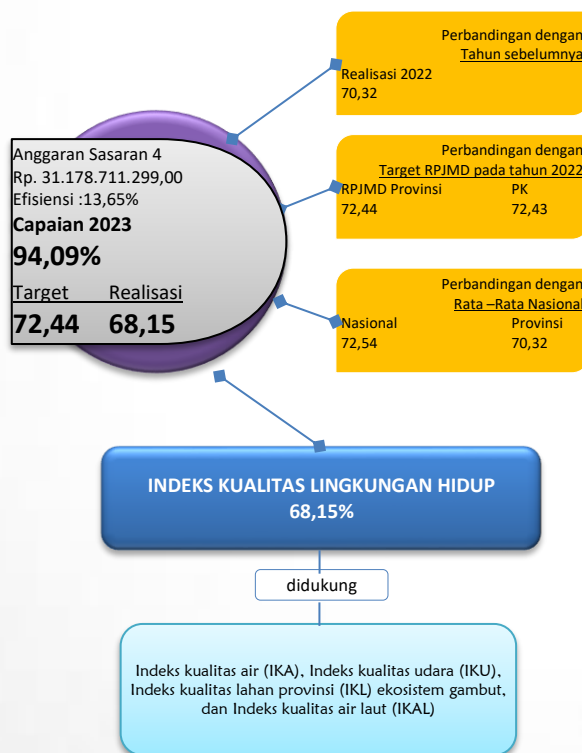 Perbandingan dengan
Tahun sebelumnya
Realisasi 2022
70,32
Anggaran Sasaran 4
Rp. 31.178.711.299,00
Efisiensi :13,65%
Capaian 2023
94,09%
Target Realisasi
72,44 68,15
Perbandingan dengan
Target RPJMD pada tahun 2022
RPJMD Provinsi PK
72,44 72,43
Perbandingan dengan
Rata –Rata Nasional
Nasional Provinsi
72,54 70,32
INDEKS KUALITAS LINGKUNGAN HIDUP
68,15%
didukung
Indeks kualitas air (IKA), Indeks kualitas udara (IKU),
Indeks kualitas lahan provinsi (IKL) ekosistem gambut,
dan Indeks kualitas air laut (IKAL)